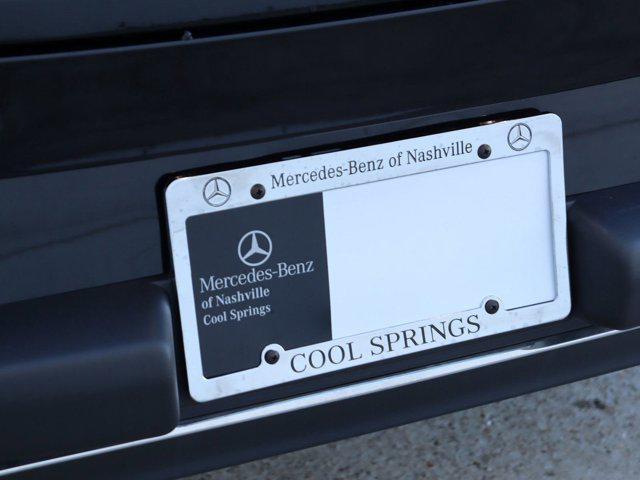 Mercedes-Benz of Nashville
Mercedes-Benz
of Nashville
Cool Springs
COOL SPRINGS